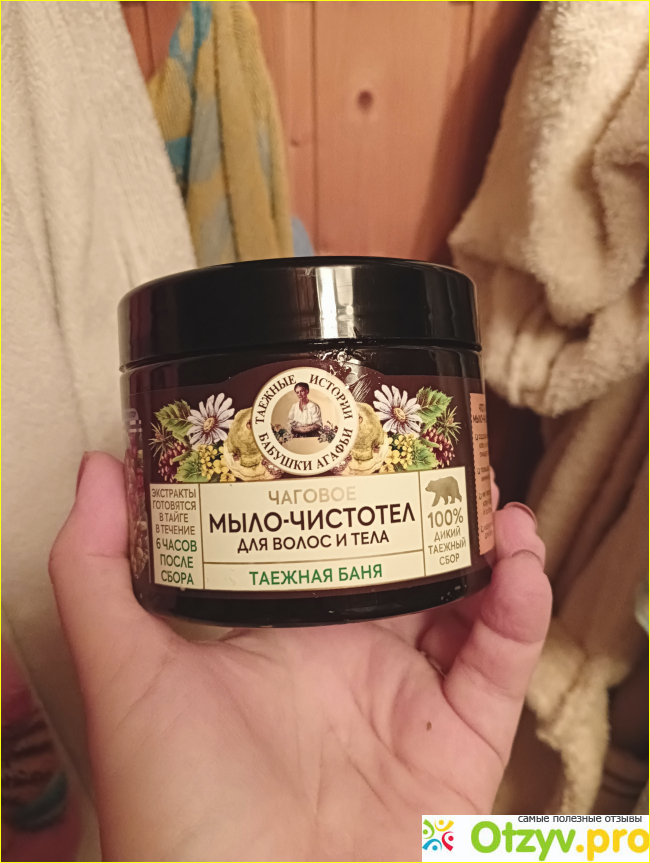 ТАЕЖНЫЕ ИСТОРИИ
БАБУШКИ АГАФЬИ
ЭКСТРАКТЫ
ГОТОВЯТСЯ
В ТАЙГЕ
В ТЕЧЕНИЕ
6 ЧАСОВ
ПОСЛЕ
СБОРА
ЧАГОВОЕ
МЫЛО-ЧИСТОТЕЛ
ДЛЯ ВОЛОС И ТЕЛА
ТАЕЖНАЯ БАНЯ
100%
ДИКИЙ
ТАЕЖНЫЙ
СБОР
самые полезные отзывы
Otzyv.pro